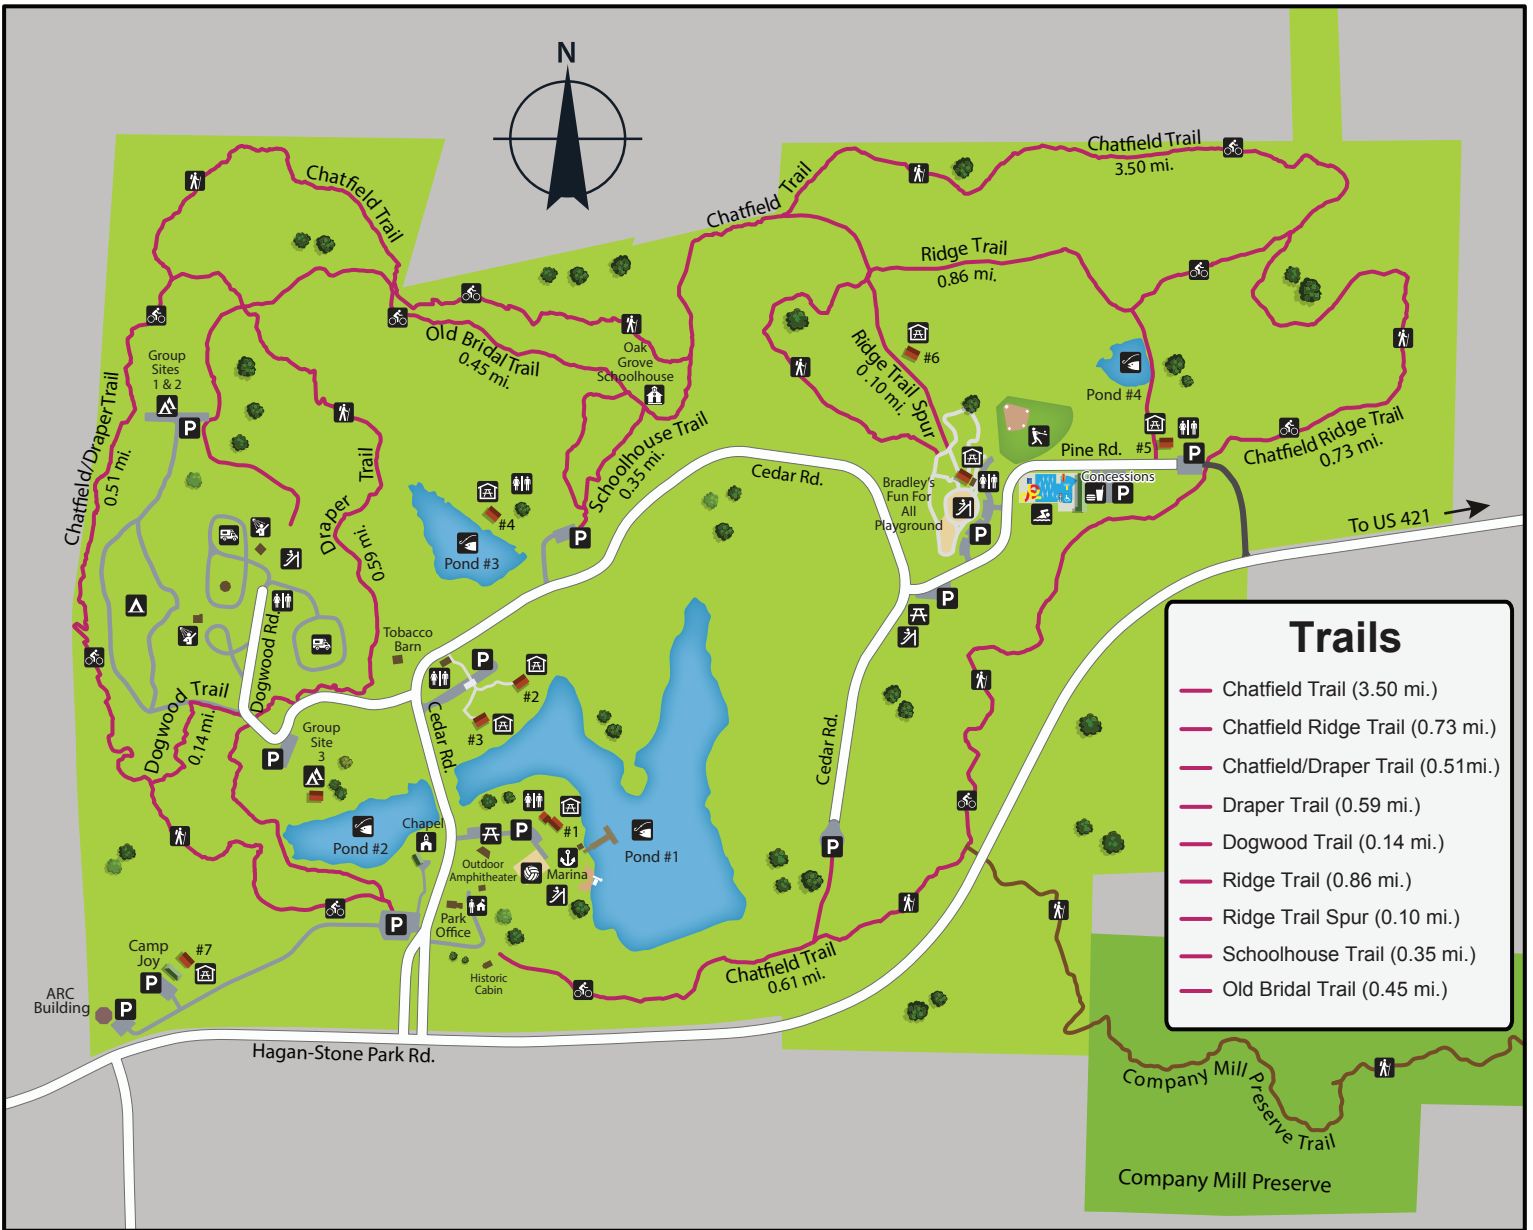 N
Chatfield Trail
3.50 mi.
Chatfield Trail
Chatfield Trail
Ridge Trail
0.86 mi.
Old Bridal Trail
0.45 mi.
Oak
Grove
Schoolhouse
Ridge Trail Spur
0.10 mi.
#6
Pond #4
Group
Sites
1 & 2
P
Chatfield/Draper Trail
0.51 mi.
Draper Trail
0.59 mi.
Schoolhouse Trail
0.35 mi.
Cedar Rd.
Pine Rd.
#5
P
Chatfield Ridge Trail
0.73 mi.
Concessions
P
Bradley's
Fun For
All
Playground
P
P
To US 421
#4
Pond #3
P
Dogwood Rd.
Tobacco
Barn
P
#2
#3
Cedar Rd.
Cedar Rd.
Dogwood Trail
0.14 mi.
Group
Site
3
P
Chapel
Pond #2
P
#1
Pond #1
Outdoor
Amphitheater
Marina
P
Park
Office
P
Historic
Cabin
Chatfield Trail
0.61 mi.
Camp
Joy
#7
P
ARC
Building
P
Hagan-Stone Park Rd.
Trails
Chatfield Trail (3.50 mi.)
Chatfield Ridge Trail (0.73 mi.)
Chatfield/Draper Trail (0.51mi.)
Draper Trail (0.59 mi.)
Dogwood Trail (0.14 mi.)
Ridge Trail (0.86 mi.)
Ridge Trail Spur (0.10 mi.)
Schoolhouse Trail (0.35 mi.)
Old Bridal Trail (0.45 mi.)
Company Mill Preserve Trail
Company Mill Preserve